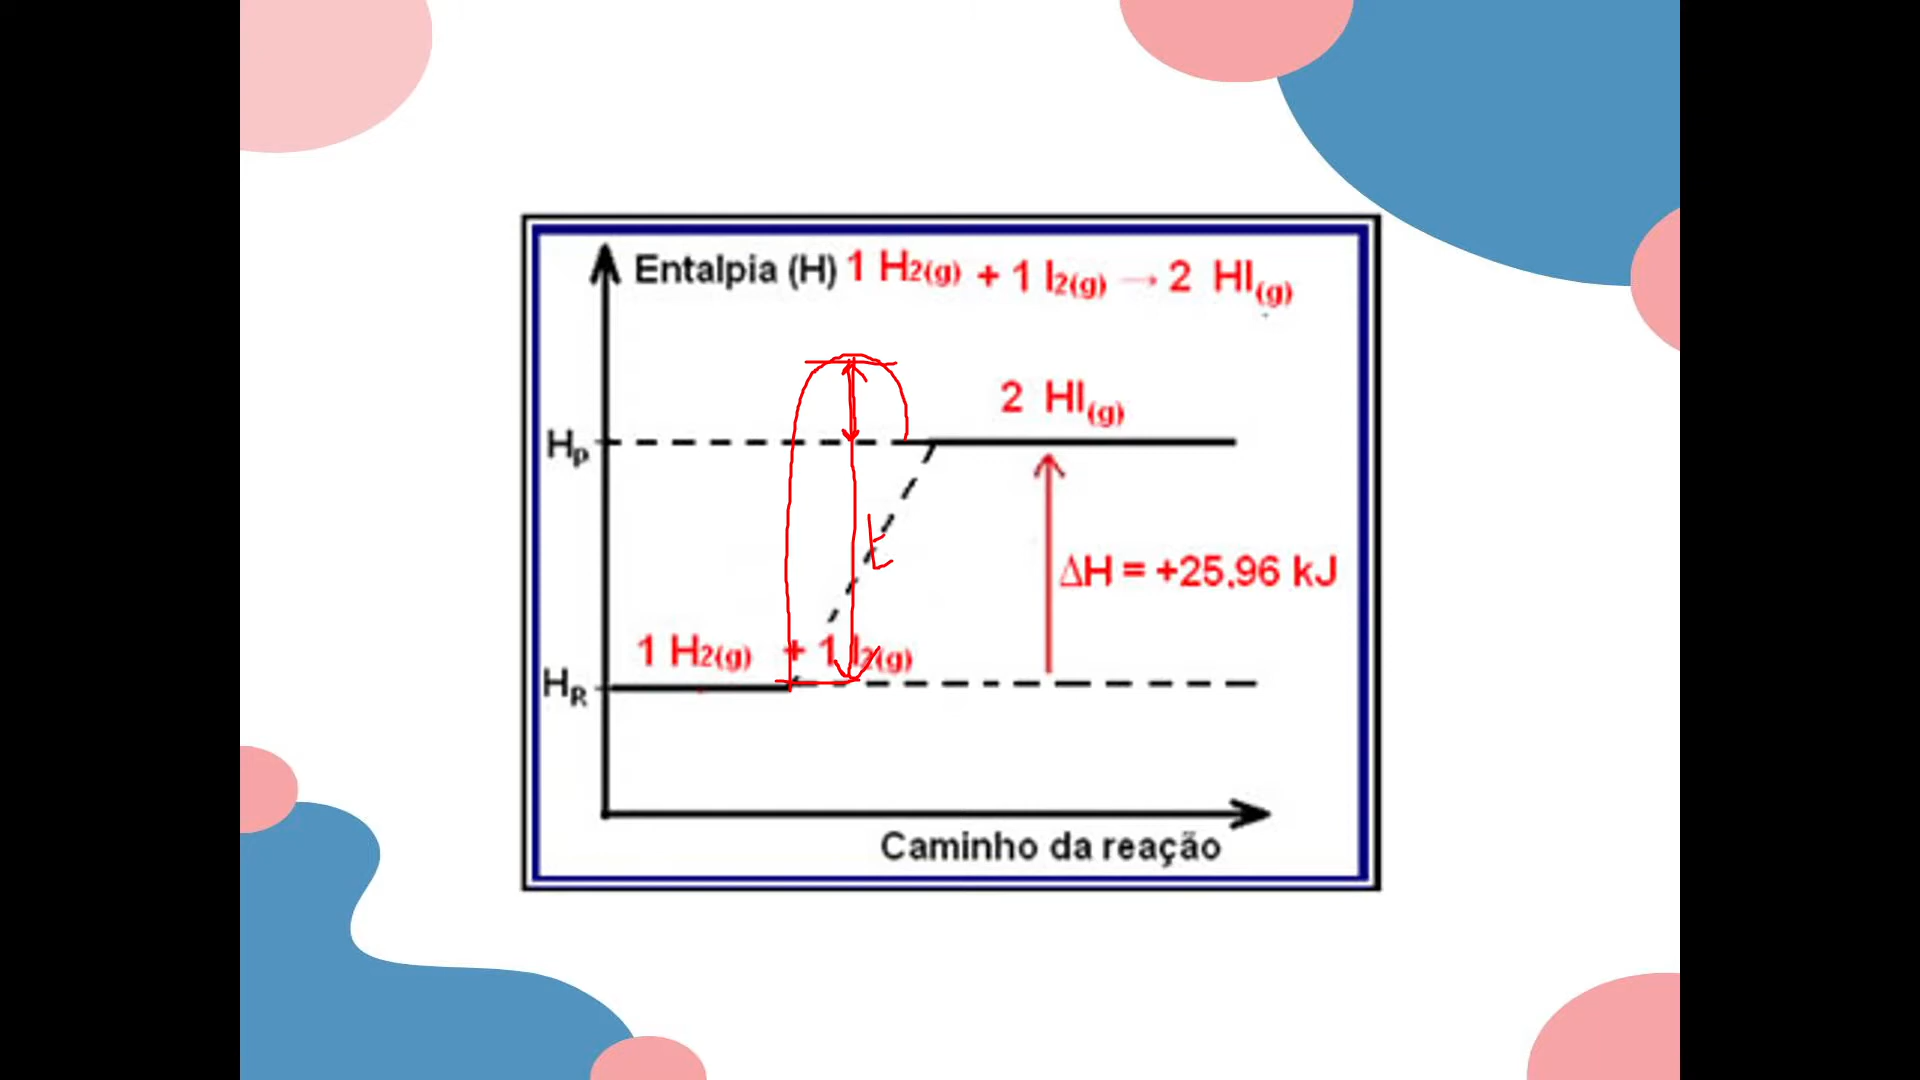 Entalpia (H) 1 H2(g) + 1 I2(g) → 2 HI(g)
2 HI(g)
Hp
ΔH = +25,96 kJ
1 H2(g) + 1 I2(g)
HR
Caminho da reação